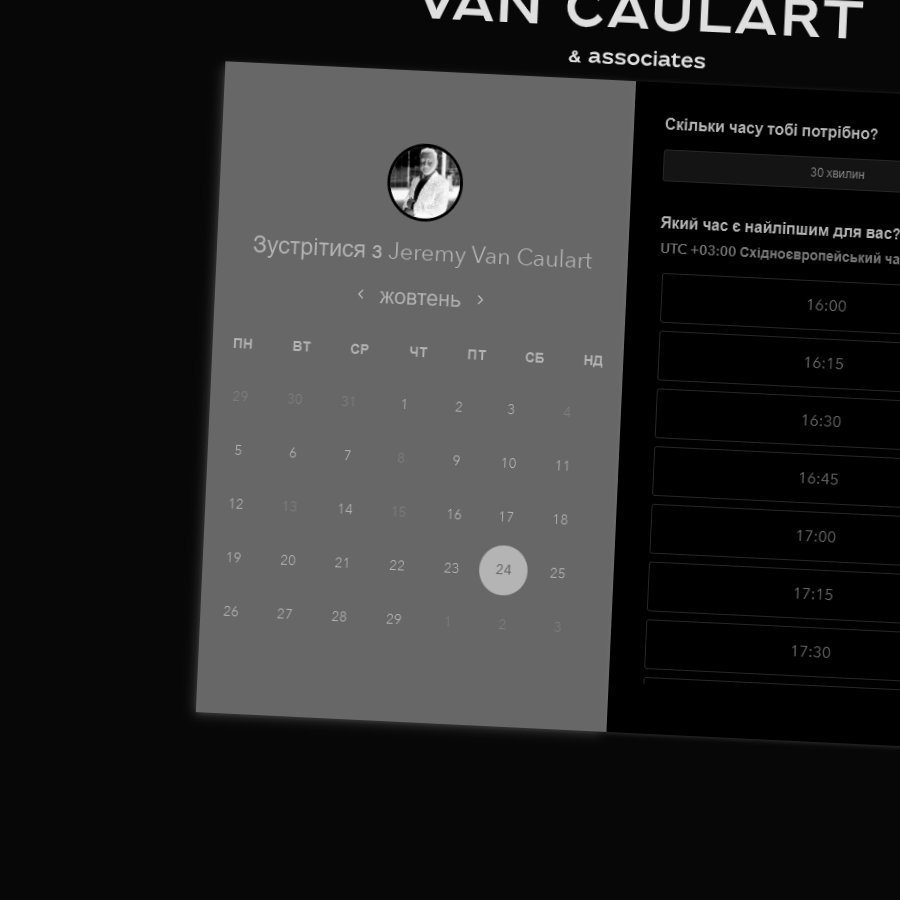 VAN CAULART
& associates
Зустрітися з Jeremy Van Caulart
‹ жовтень ›
ПН ВТ СР ЧТ ПТ СБ НД
29 30 31 1 2 3 4
5 6 7 8 9 10 11
12 13 14 15 16 17 18
19 20 21 22 23 24 25
26 27 28 29 1 2 3
Скільки часу тобі потрібно?
30 хвилин
Який час є найліпшим для вас?
UTC +03:00 Східноєвропейський ча
16:00
16:15
16:30
16:45
17:00
17:15
17:30